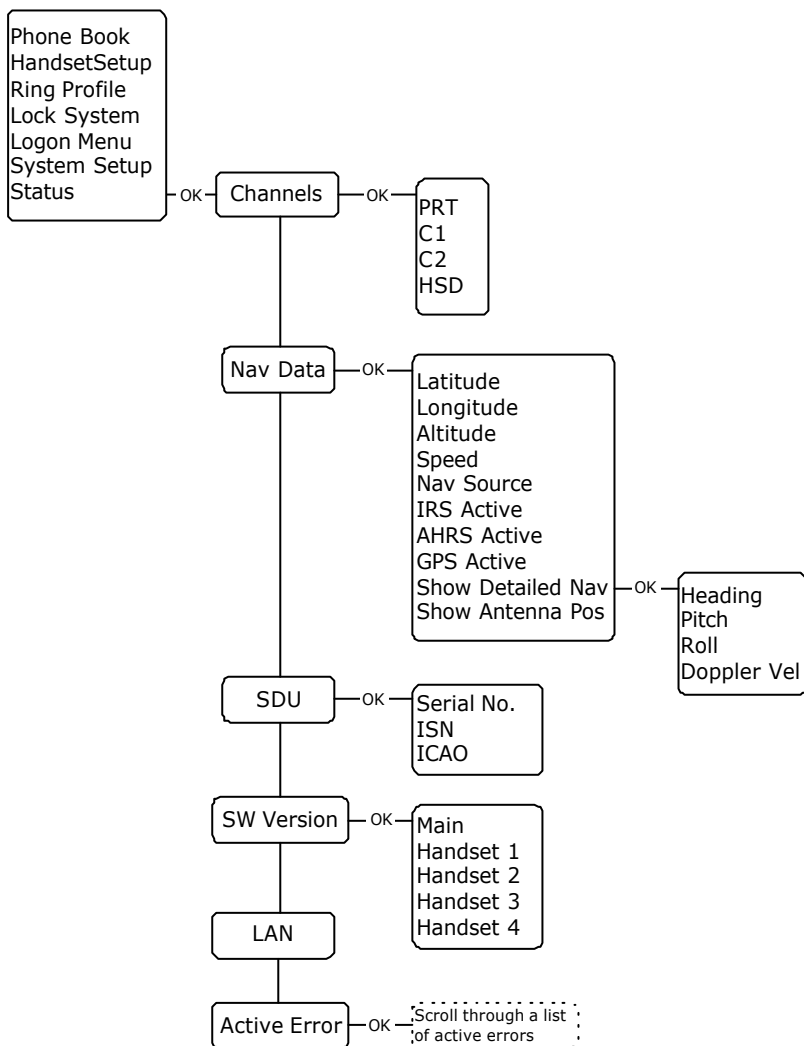 Phone Book
HandsetSetup
Ring Profile
Lock System
Logon Menu
System Setup
Status
OK
Channels
OK
PRT
C1
C2
HSD
Nav Data
OK
Latitude
Longitude
Altitude
Speed
Nav Source
IRS Active
AHRS Active
GPS Active
Show Detailed Nav
Show Antenna Pos
OK
Heading
Pitch
Roll
Doppler Vel
SDU
OK
Serial No.
ISN
ICAO
SW Version
OK
Main
Handset 1
Handset 2
Handset 3
Handset 4
LAN
Active Error
OK
Scroll through a list
of active errors